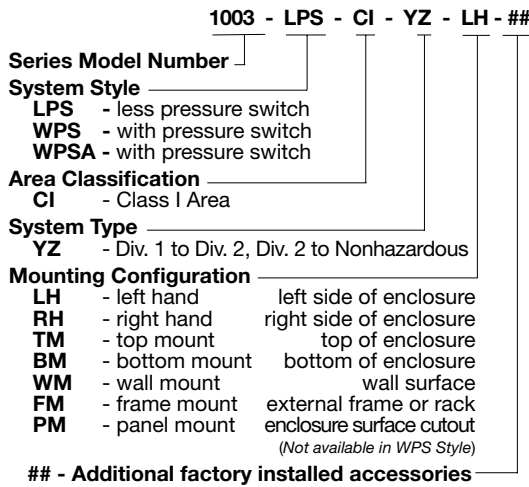 1003 - LPS - CI - YZ - LH - ##
Series Model Number
System Style
LPS - less pressure switch
WPS - with pressure switch
WPSA - with pressure switch
Area Classification
CI - Class I Area
System Type
YZ - Div. 1 to Div. 2, Div. 2 to Nonhazardous
Mounting Configuration
LH - left hand left side of enclosure
RH - right hand right side of enclosure
TM - top mount top of enclosure
BM - bottom mount bottom of enclosure
WM - wall mount wall surface
FM - frame mount external frame or rack
PM - panel mount enclosure surface cutout
(Not available in WPS Style)
## - Additional factory installed accessories